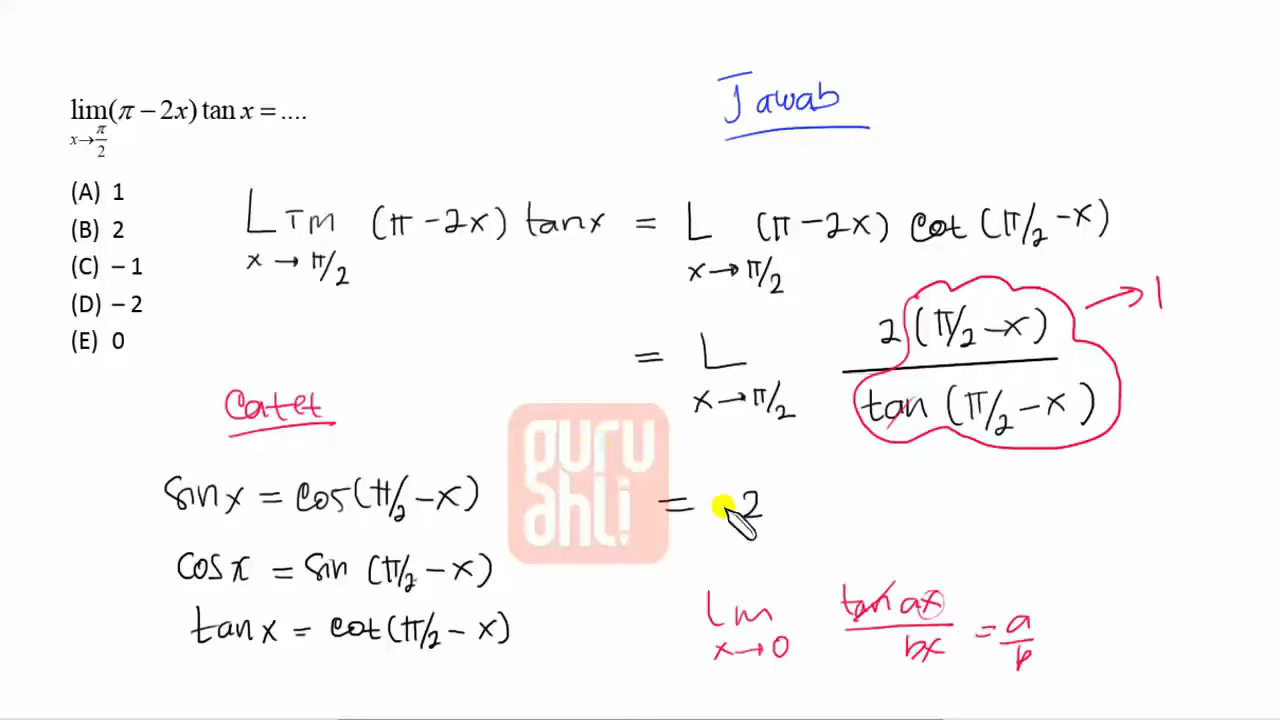 lim(π − 2x) tan x = ....
x→π/2
(A) 1
(B) 2
(C) – 1
(D) – 2
(E) 0
Jawab
Lim (π − 2x) tan x = L (π − 2x) cot (π/2 − x)
x → π/2 x → π/2
= L 2 (π/2 − x) / tan (π/2 − x) → 1
x → π/2
= 2
Catet
sin x = cos (π/2 − x)
cos x = sin (π/2 − x)
tan x = cot (π/2 − x)
guru
ahli
lim tan ax / bx = a/b
x → 0